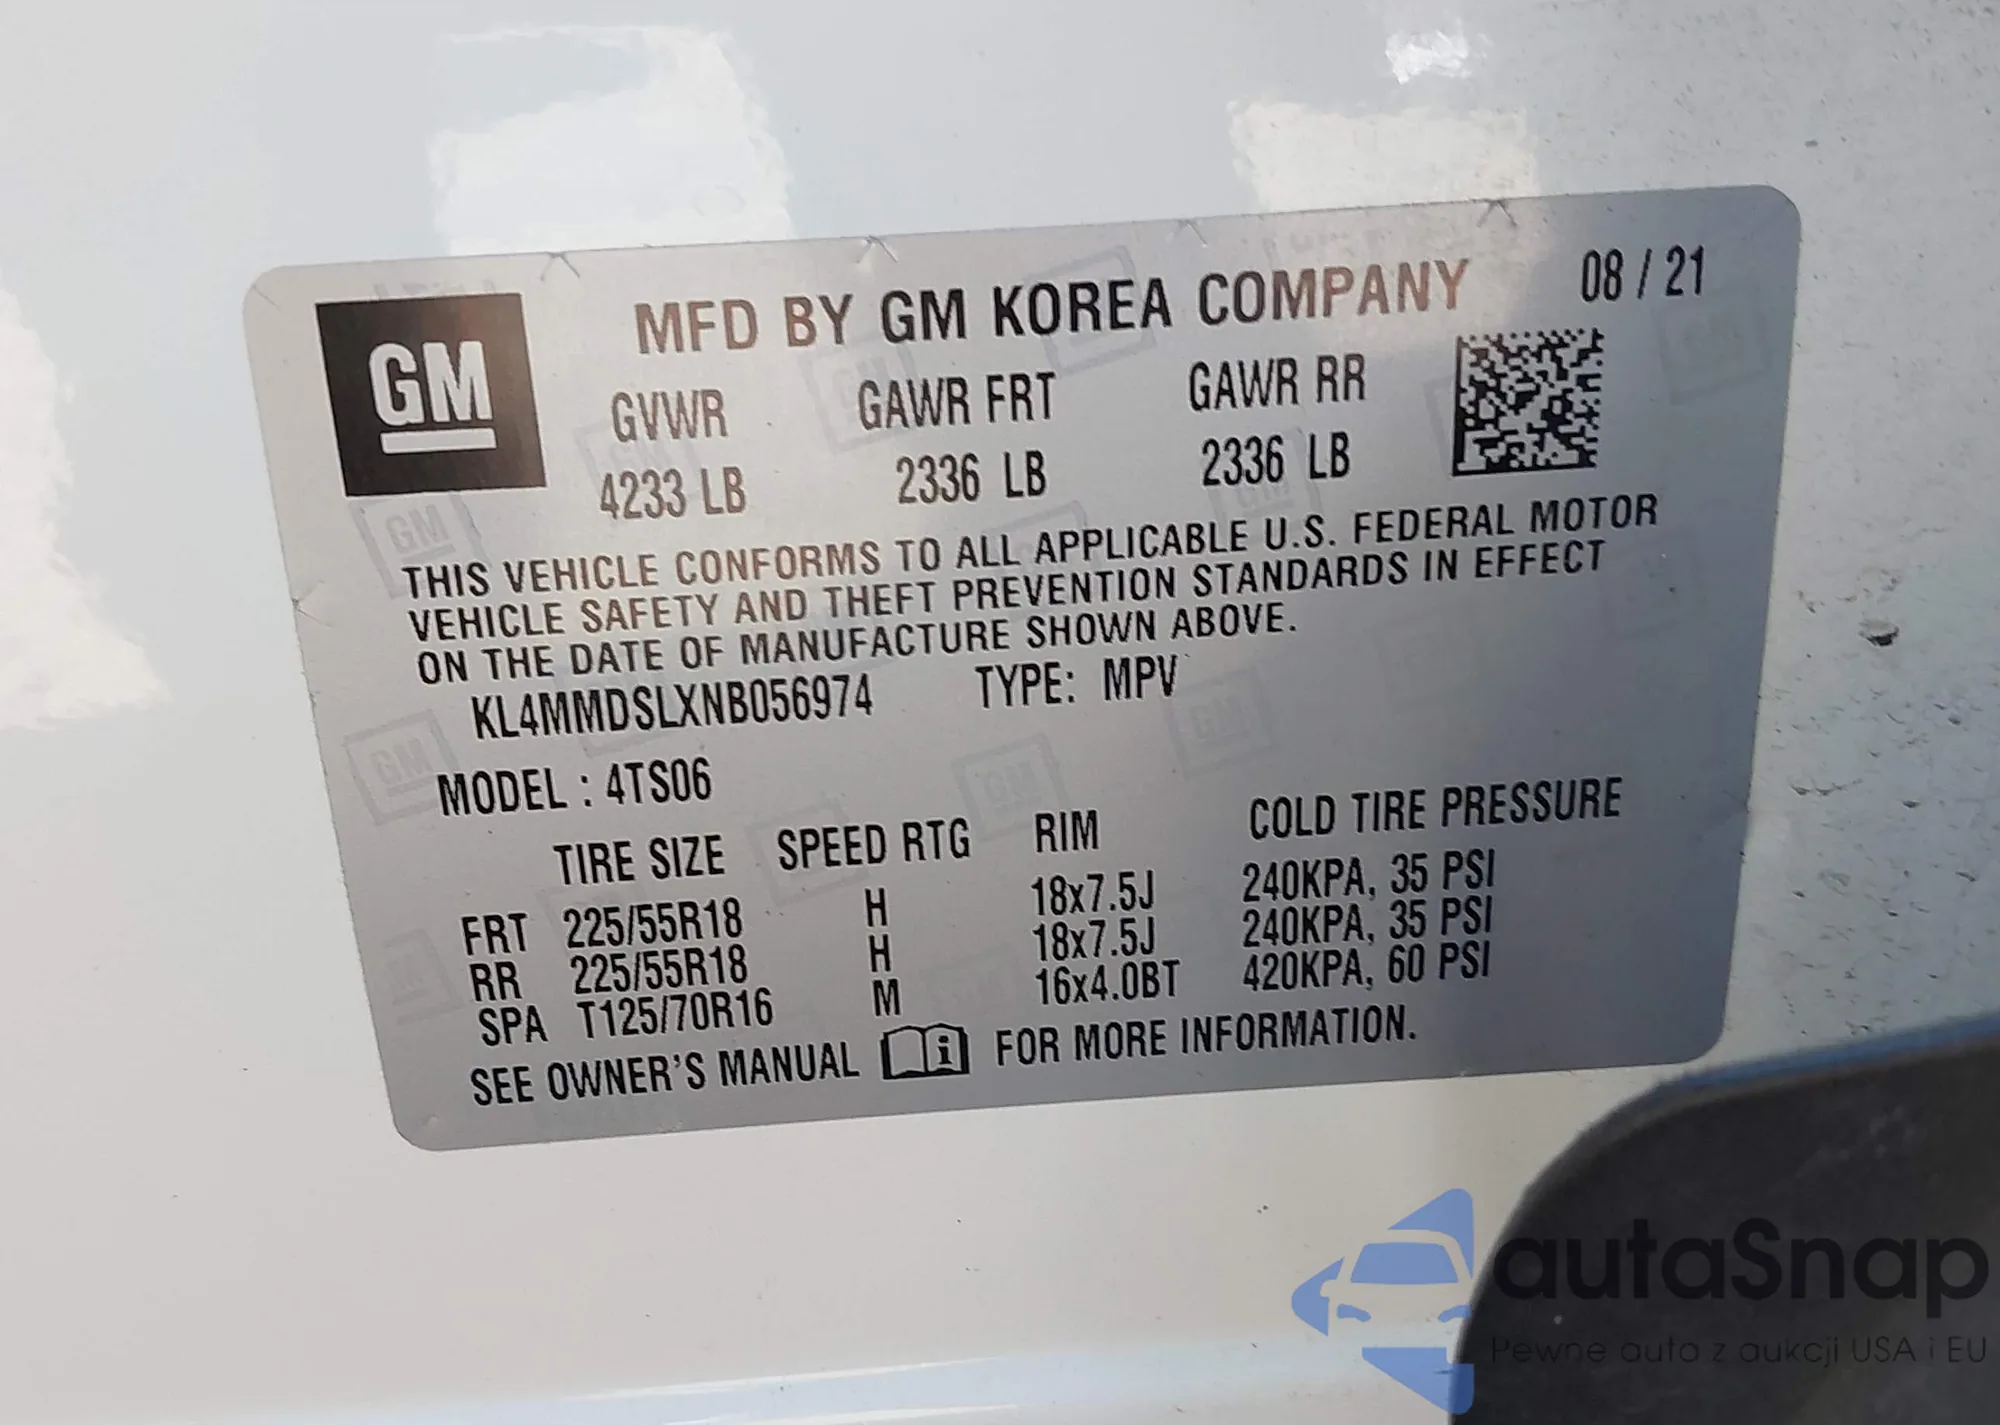 GM
MFD BY GM KOREA COMPANY 08 / 21
GVWR GAWR FRT GAWR RR
4233 LB 2336 LB 2336 LB
THIS VEHICLE CONFORMS TO ALL APPLICABLE U.S. FEDERAL MOTOR
VEHICLE SAFETY AND THEFT PREVENTION STANDARDS IN EFFECT
ON THE DATE OF MANUFACTURE SHOWN ABOVE.
KL4MMDSLXNB056974 TYPE: MPV
MODEL : 4TS06
TIRE SIZE SPEED RTG RIM COLD TIRE PRESSURE
FRT 225/55R18 H 18x7.5J 240KPA, 35 PSI
RR 225/55R18 H 18x7.5J 240KPA, 35 PSI
SPA T125/70R16 M 16x4.0BT 420KPA, 60 PSI
SEE OWNER'S MANUAL i FOR MORE INFORMATION.
autaSnap
Pewne auta z aukcji USA i EU